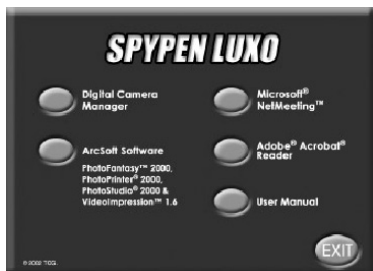 SPYPEN LUXO
Digital Camera
Manager
ArcSoft Software
PhotoFantasy™ 2000,
PhotoPrinter® 2000,
PhotoStudio® 2000 &
VideoImpression™ 1.6
Microsoft®
NetMeeting™
Adobe® Acrobat®
Reader
User Manual
EXIT